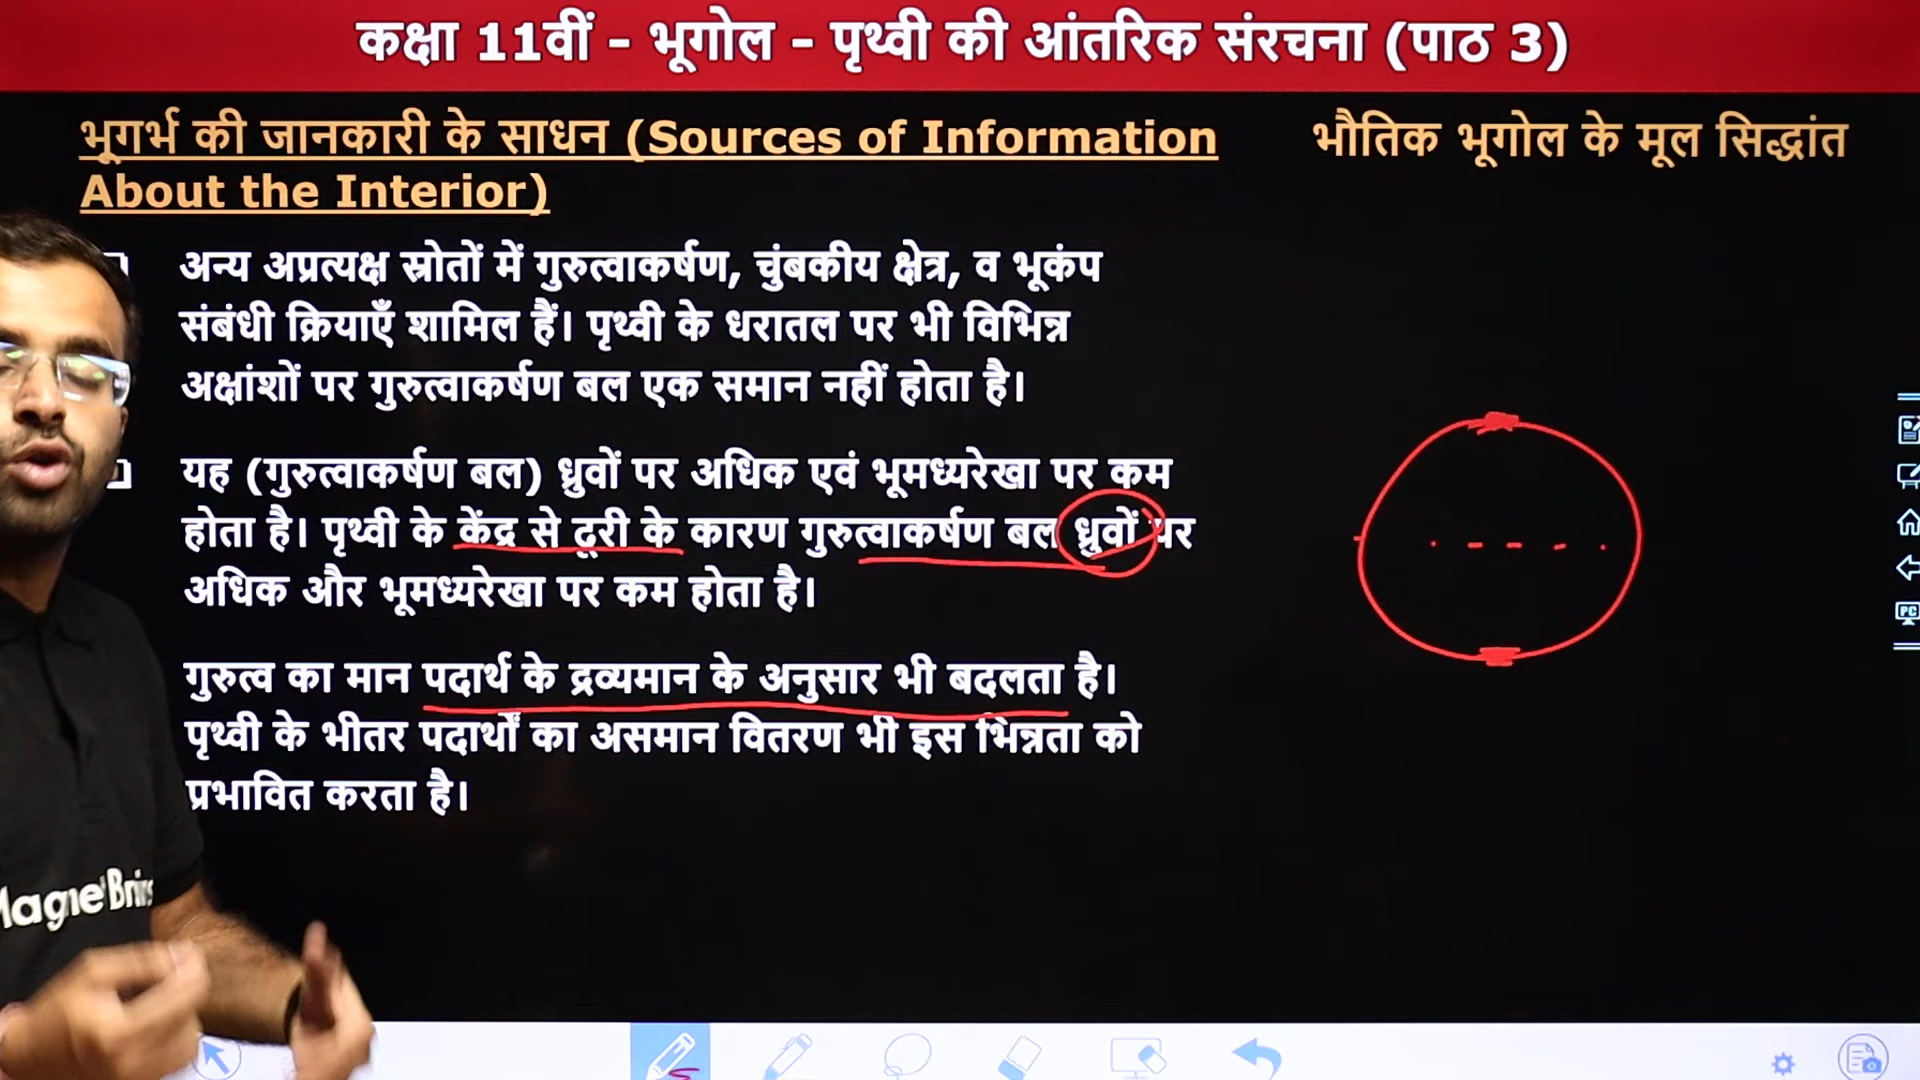 कक्षा 11वीं - भूगोल - पृथ्वी की आंतरिक संरचना (पाठ 3)
भूगर्भ की जानकारी के साधन (Sources of Information
About the Interior)
भौतिक भूगोल के मूल सिद्धांत
अन्य अप्रत्यक्ष स्रोतों में गुरुत्वाकर्षण, चुंबकीय क्षेत्र, व भूकंप
संबंधी क्रियाएँ शामिल हैं। पृथ्वी के धरातल पर भी विभिन्न
अक्षांशों पर गुरुत्वाकर्षण बल एक समान नहीं होता है।
यह (गुरुत्वाकर्षण बल) ध्रुवों पर अधिक एवं भूमध्यरेखा पर कम
होता है। पृथ्वी के केंद्र से दूरी के कारण गुरुत्वाकर्षण बल ध्रुवों पर
अधिक और भूमध्यरेखा पर कम होता है।
गुरुत्व का मान पदार्थ के द्रव्यमान के अनुसार भी बदलता है।
पृथ्वी के भीतर पदार्थों का असमान वितरण भी इस भिन्नता को
प्रभावित करता है।
PC